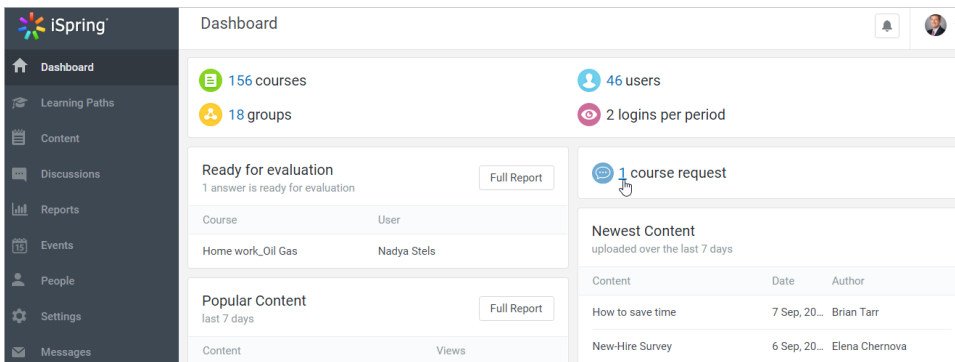 iSpring
Dashboard
Learning Paths
Content
Discussions
Reports
15
Events
People
Settings
Messages
Dashboard
156 courses
46 users
18 groups
2 logins per period
Ready for evaluation
1 answer is ready for evaluation
Full Report
Course User
Home work_Oil Gas Nadya Stels
Popular Content
last 7 days
Full Report
Content Views
1 course request
Newest Content
uploaded over the last 7 days
Content Date Author
How to save time 7 Sep, 20... Brian Tarr
New-Hire Survey 6 Sep, 20... Elena Chernova